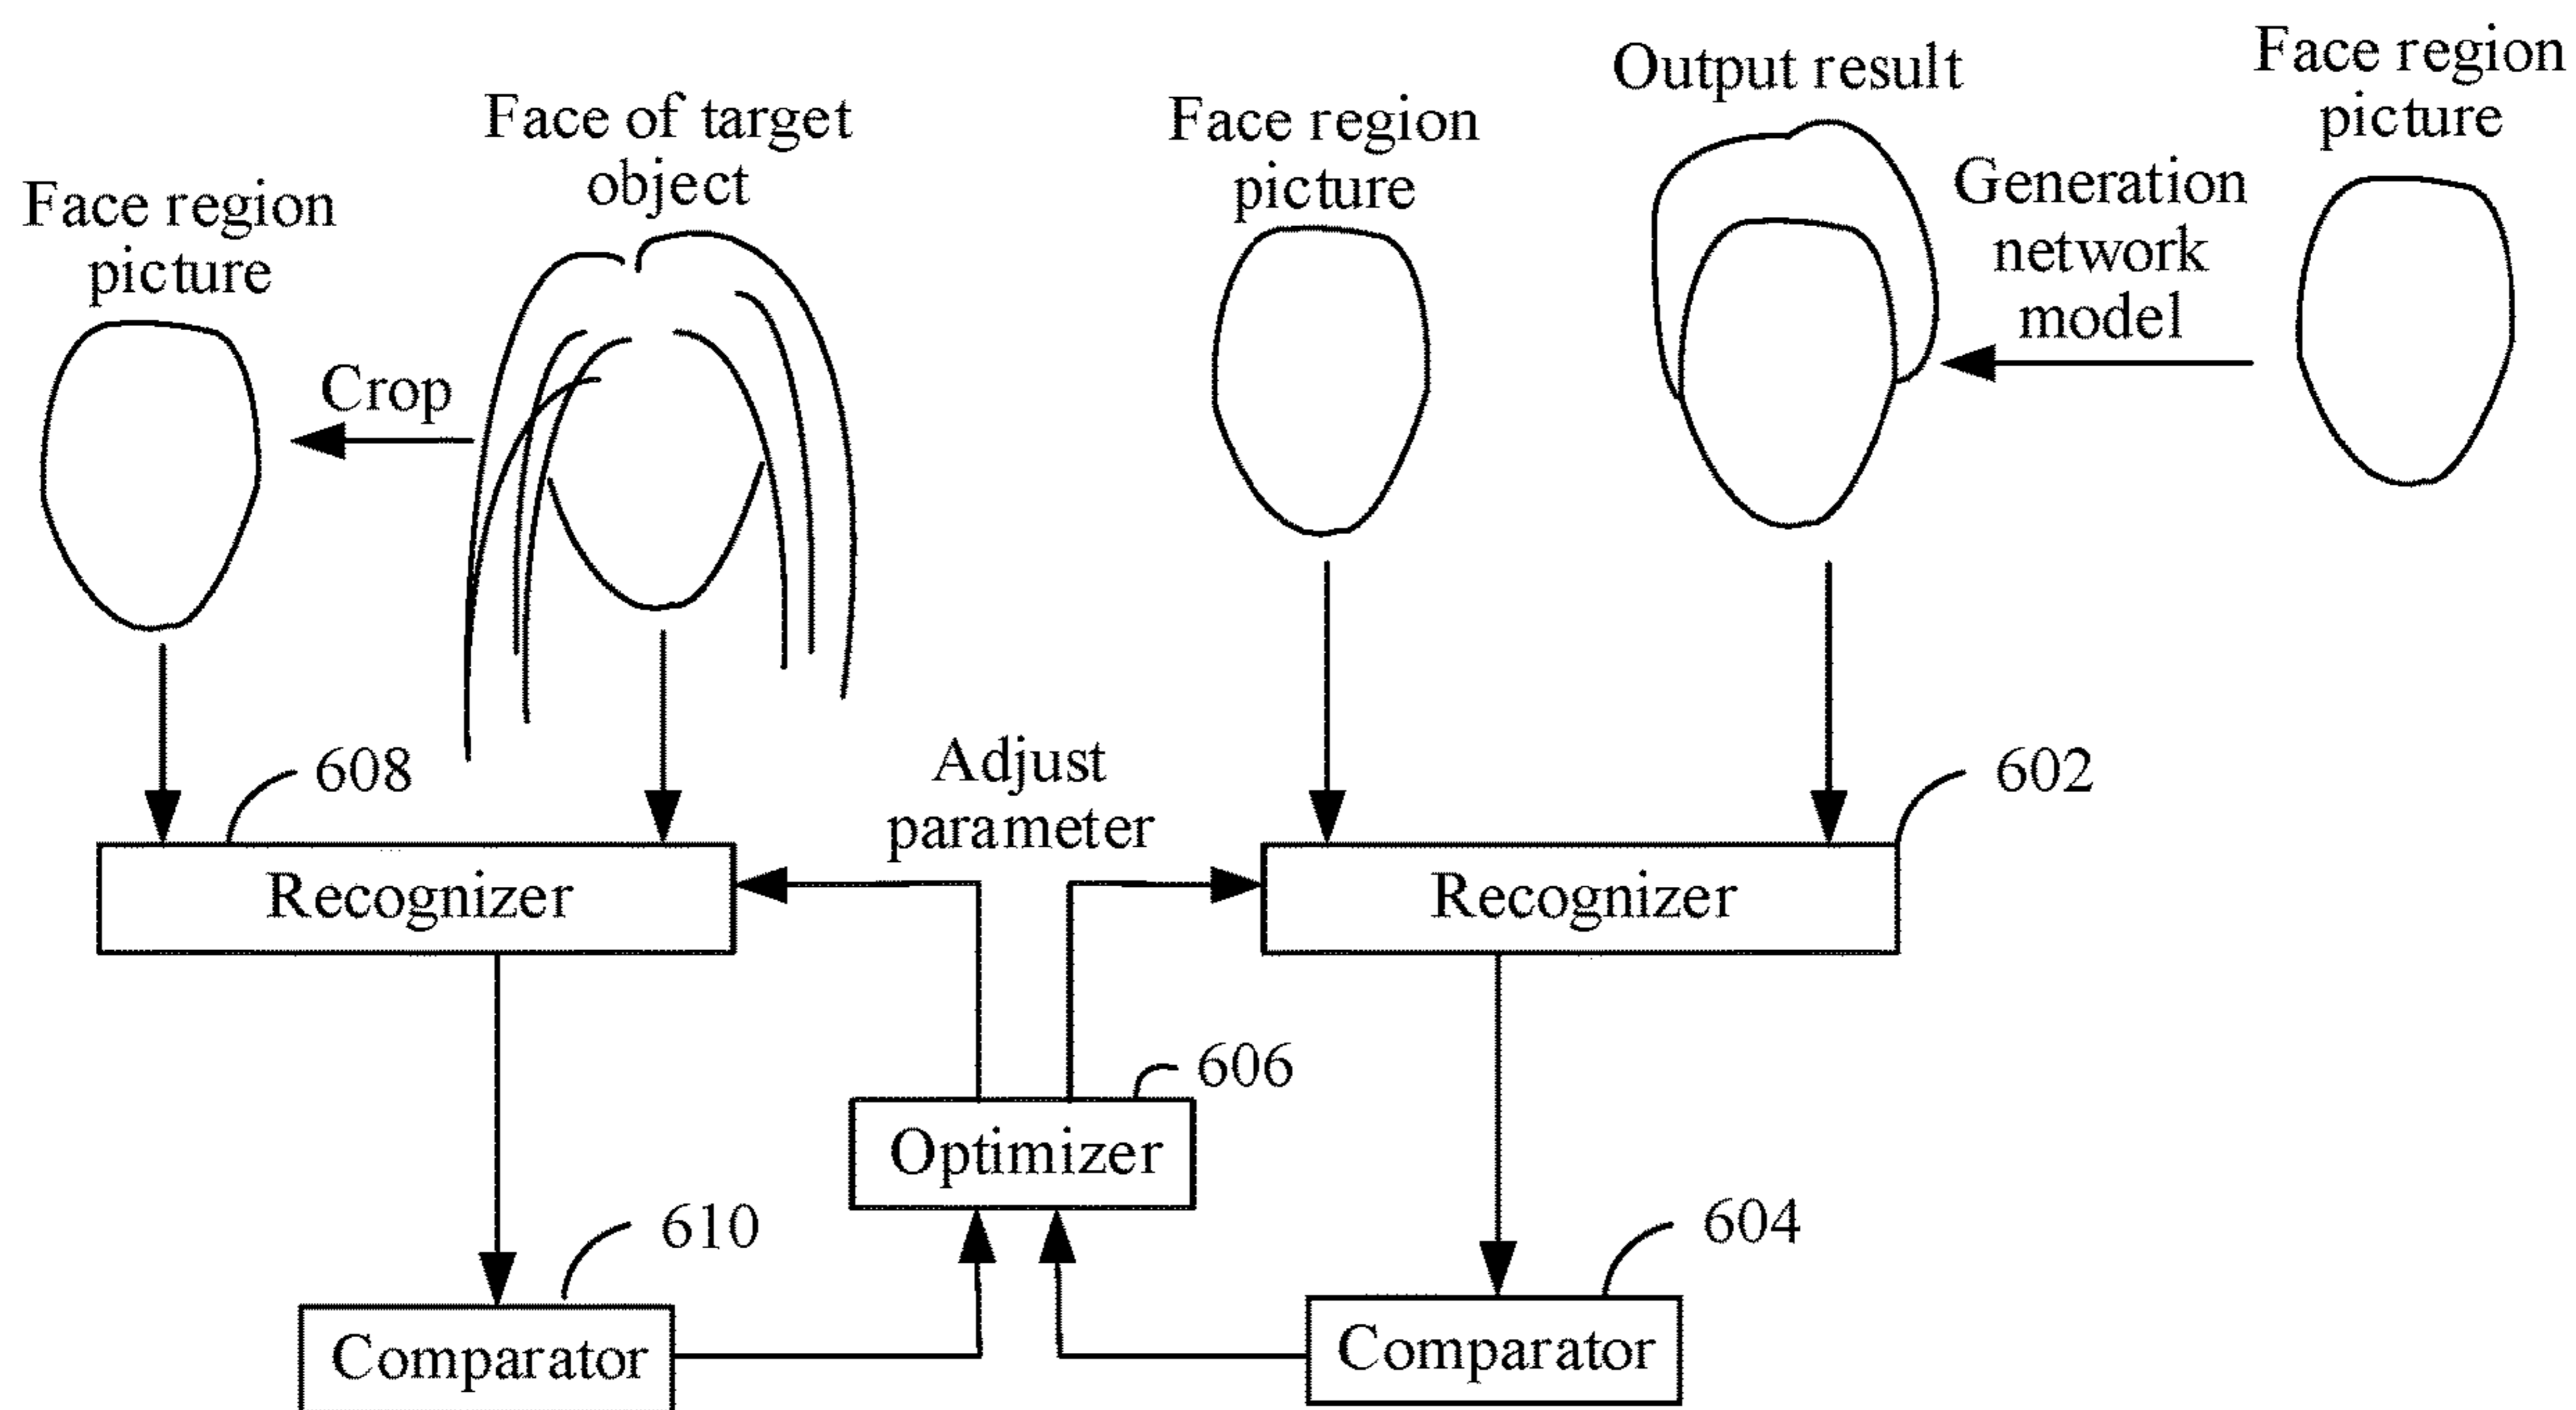 Face region
picture
Face of target
object
Crop
Face region
picture
Output result
Generation
network
model
Face region
picture
608
Adjust
parameter
602
Recognizer
Recognizer
606
Optimizer
610
604
Comparator
Comparator